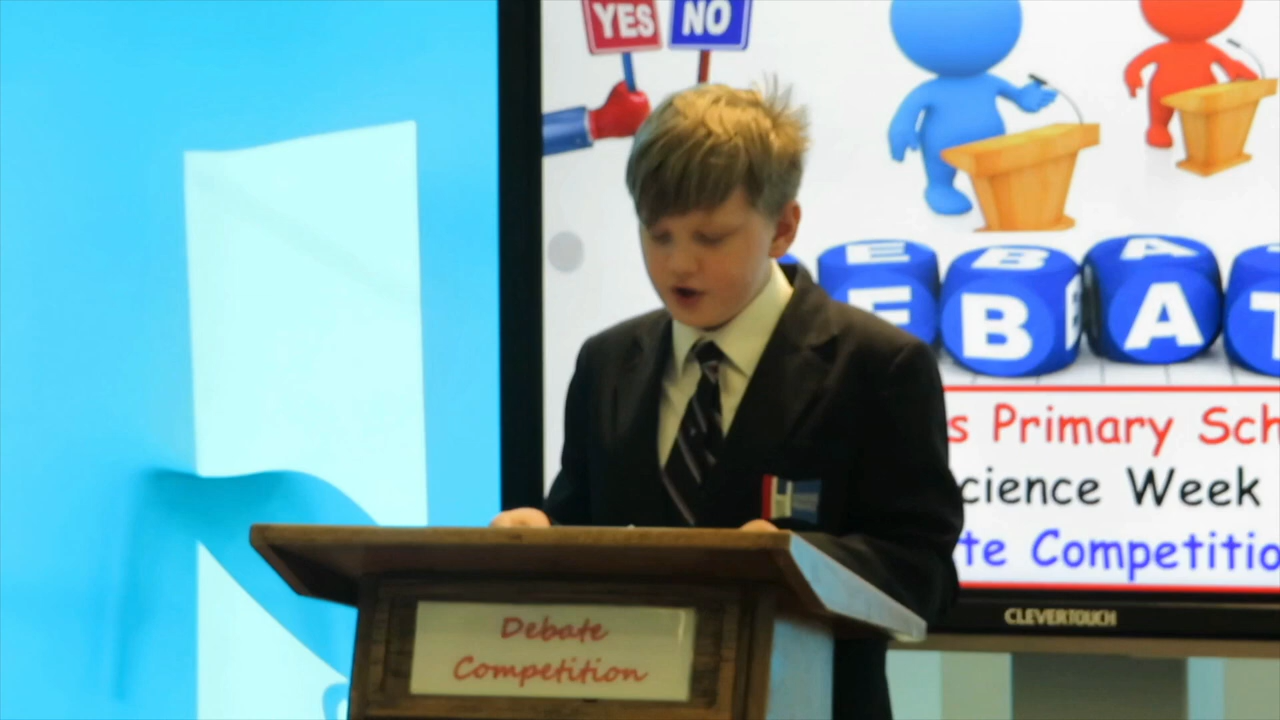 YES NO
E B A
E B A T
s Primary Sch
cience Week
te Competitio
CLEVERTOUCH
Debate
Competition